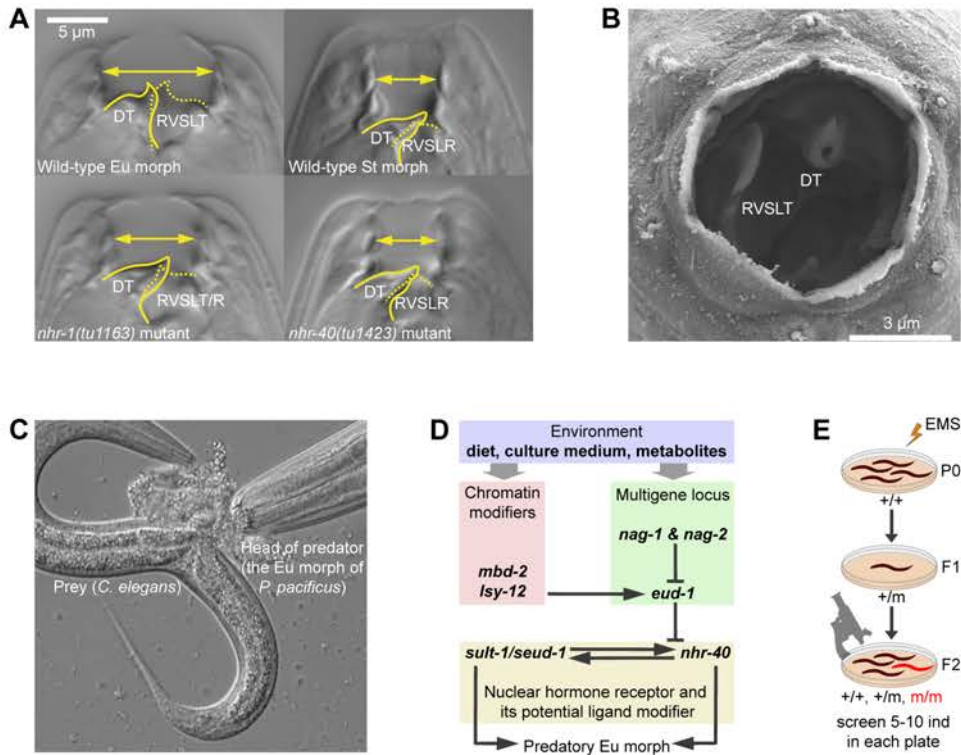 A
5 µm
DT
RVSLT
Wild-type Eu morph
DT
RVSLR
Wild-type St morph
DT
RVSLT/R
nhr-1(tu1163) mutant
DT
RVSLR
nhr-40(tu1423) mutant
B
DT
RVSLT
3 µm
C
Prey (C. elegans)
Head of predator
(the Eu morph of
P. pacificus)
D
Environment
diet, culture medium, metabolites
Chromatin
modifiers
mbd-2
lsy-12
Multigene locus
nag-1 & nag-2
eud-1
sult-1/seud-1
nhr-40
Nuclear hormone receptor and
its potential ligand modifier
Predatory Eu morph
E
EMS
P0
+/+
F1
+/m
F2
+/+, +/m, m/m
screen 5-10 ind
in each plate